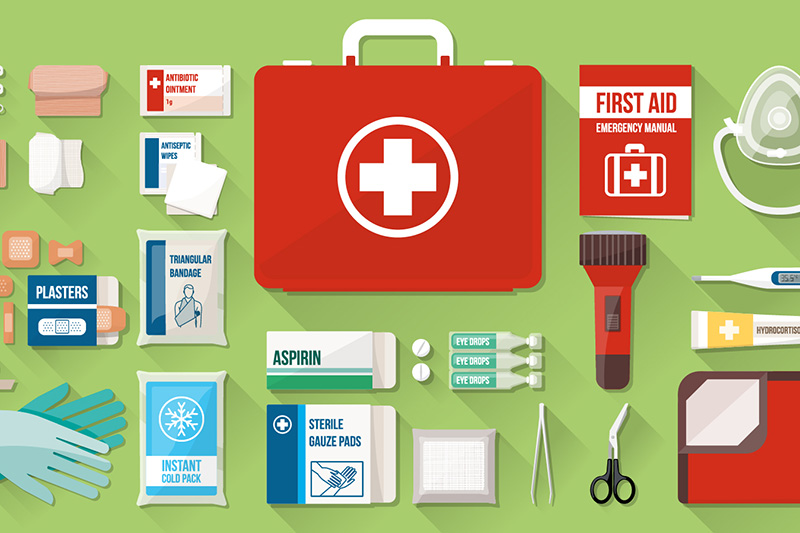 ANTIBIOTIC
OINTMENT
1g
ANTISEPTIC
WIPES
FIRST AID
EMERGENCY MANUAL
TRIANGULAR
BANDAGE
PLASTERS
ASPIRIN
EYE DROPS
EYE DROPS
EYE DROPS
HYDROCORTISO
INSTANT
COLD PACK
STERILE
GAUZE PADS